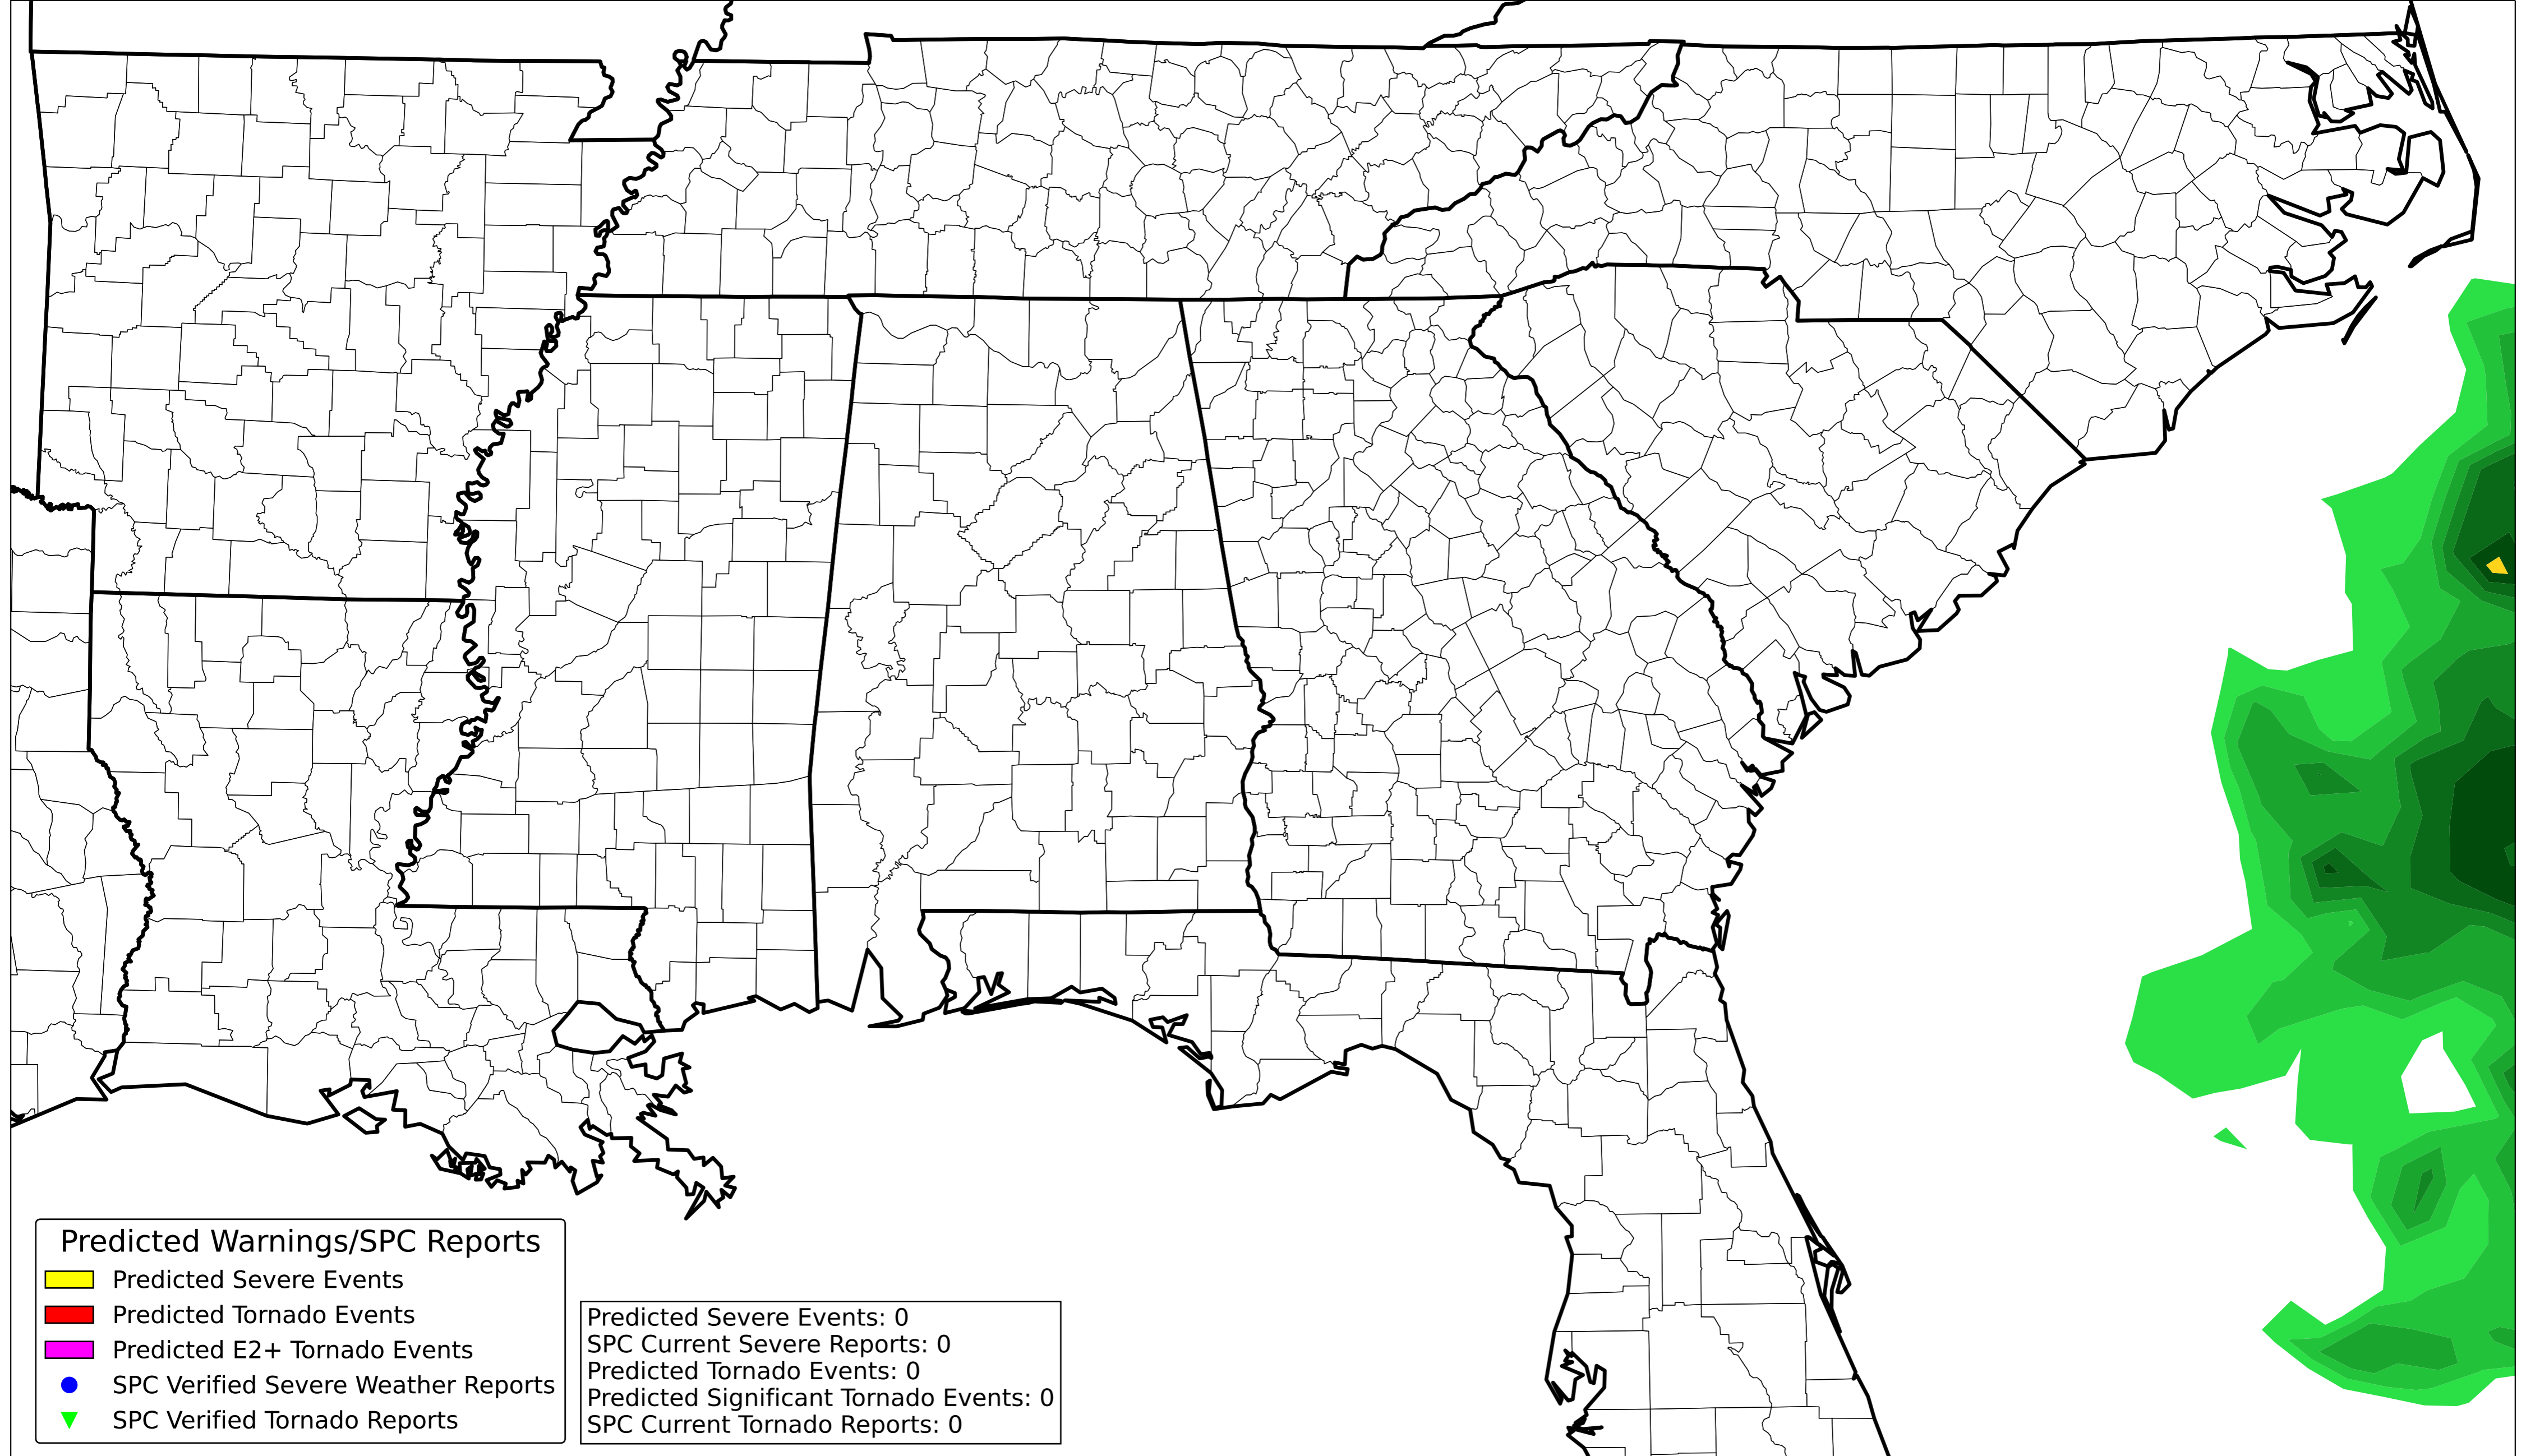 Predicted Warnings/SPC Reports
Predicted Severe Events
Predicted Tornado Events
Predicted E2+ Tornado Events
SPC Verified Severe Weather Reports
SPC Verified Tornado Reports
Predicted Severe Events: 0
SPC Current Severe Reports: 0
Predicted Tornado Events: 0
Predicted Significant Tornado Events: 0
SPC Current Tornado Reports: 0